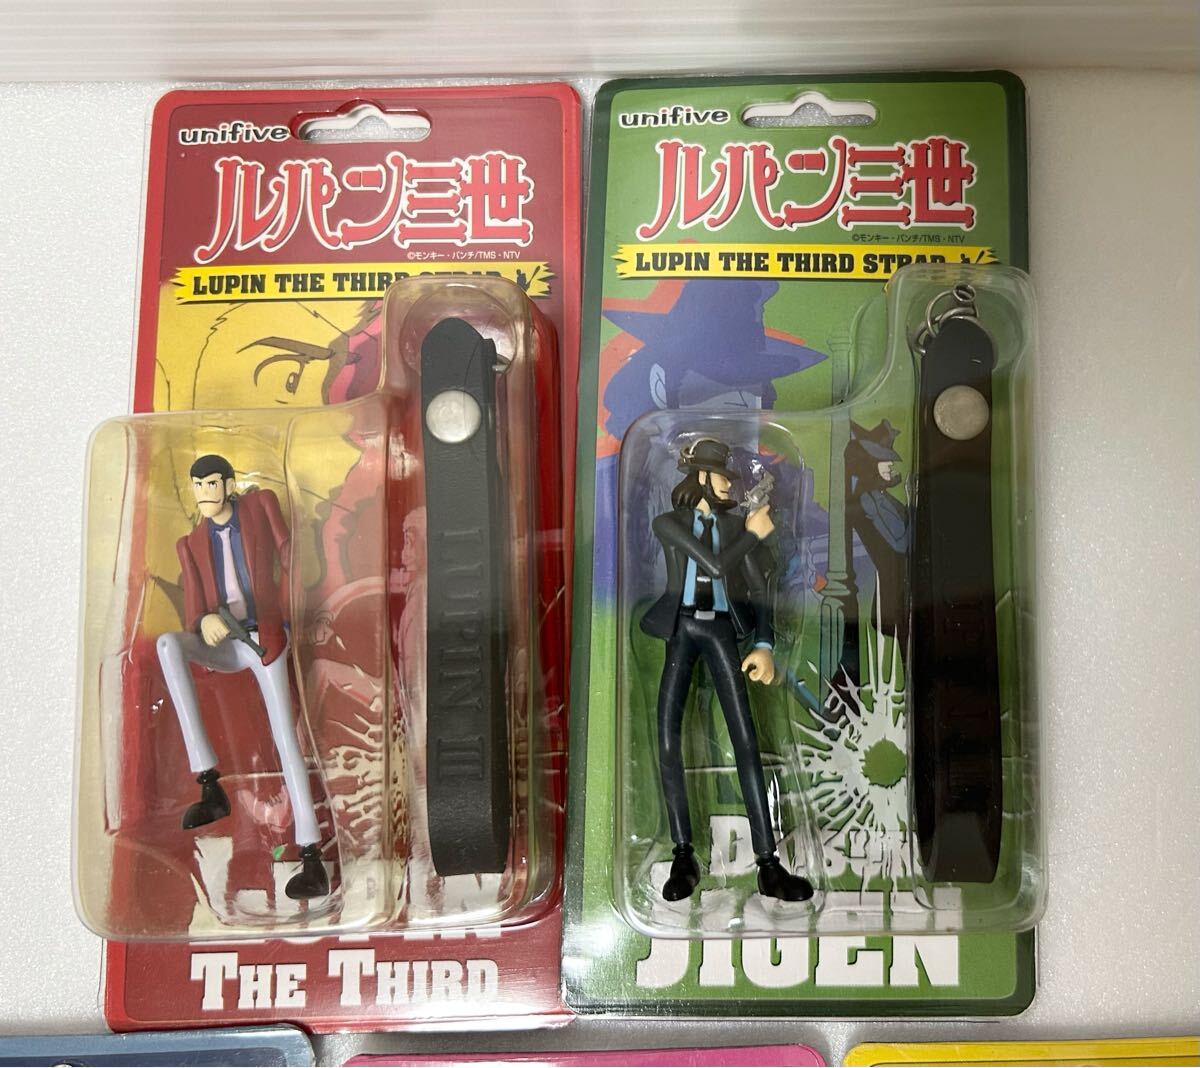 unifive
ルパン三世
©モンキー・パンチ/TMS・NTV
LUPIN THE THIRD STRAP
LUPIN III
LUPIN
THE THIRD
unifive
ルパン三世
©モンキー・パンチ/TMS・NTV
LUPIN THE THIRD STRAP
DAISUKE
JIGEN